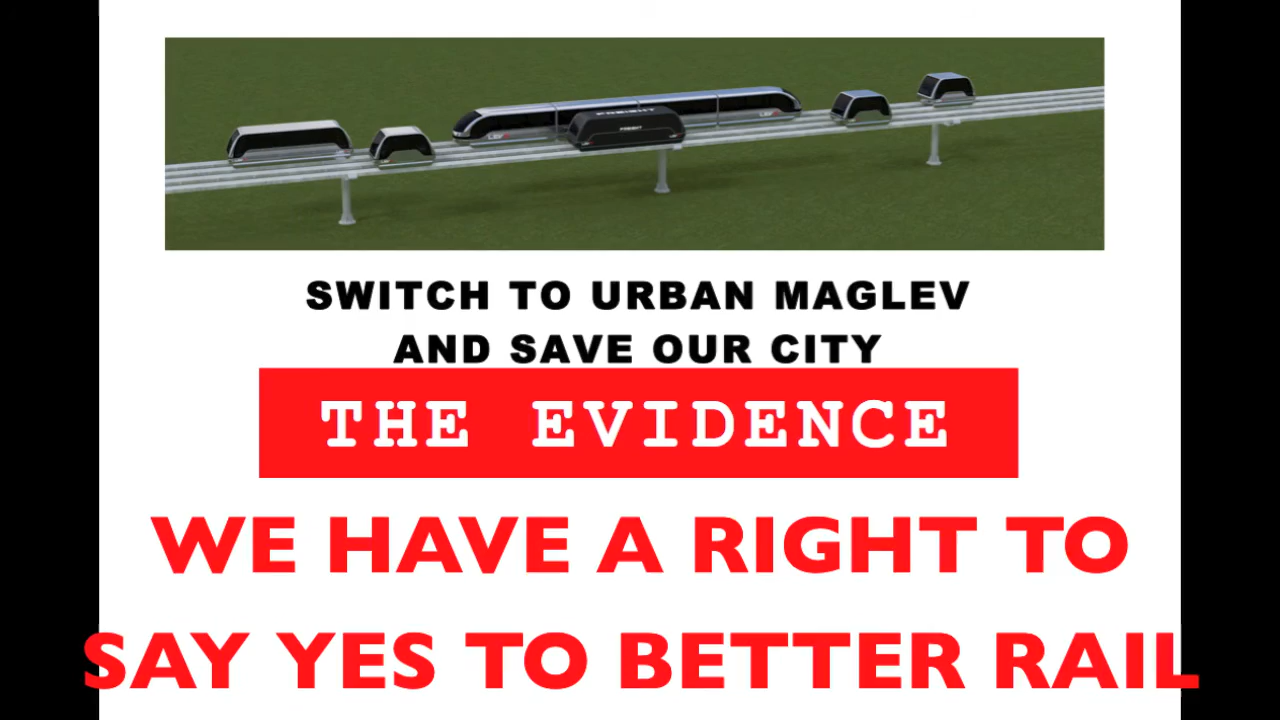 FREIGHT
SWITCH TO URBAN MAGLEV
AND SAVE OUR CITY
THE EVIDENCE
WE HAVE A RIGHT TO
SAY YES TO BETTER RAIL